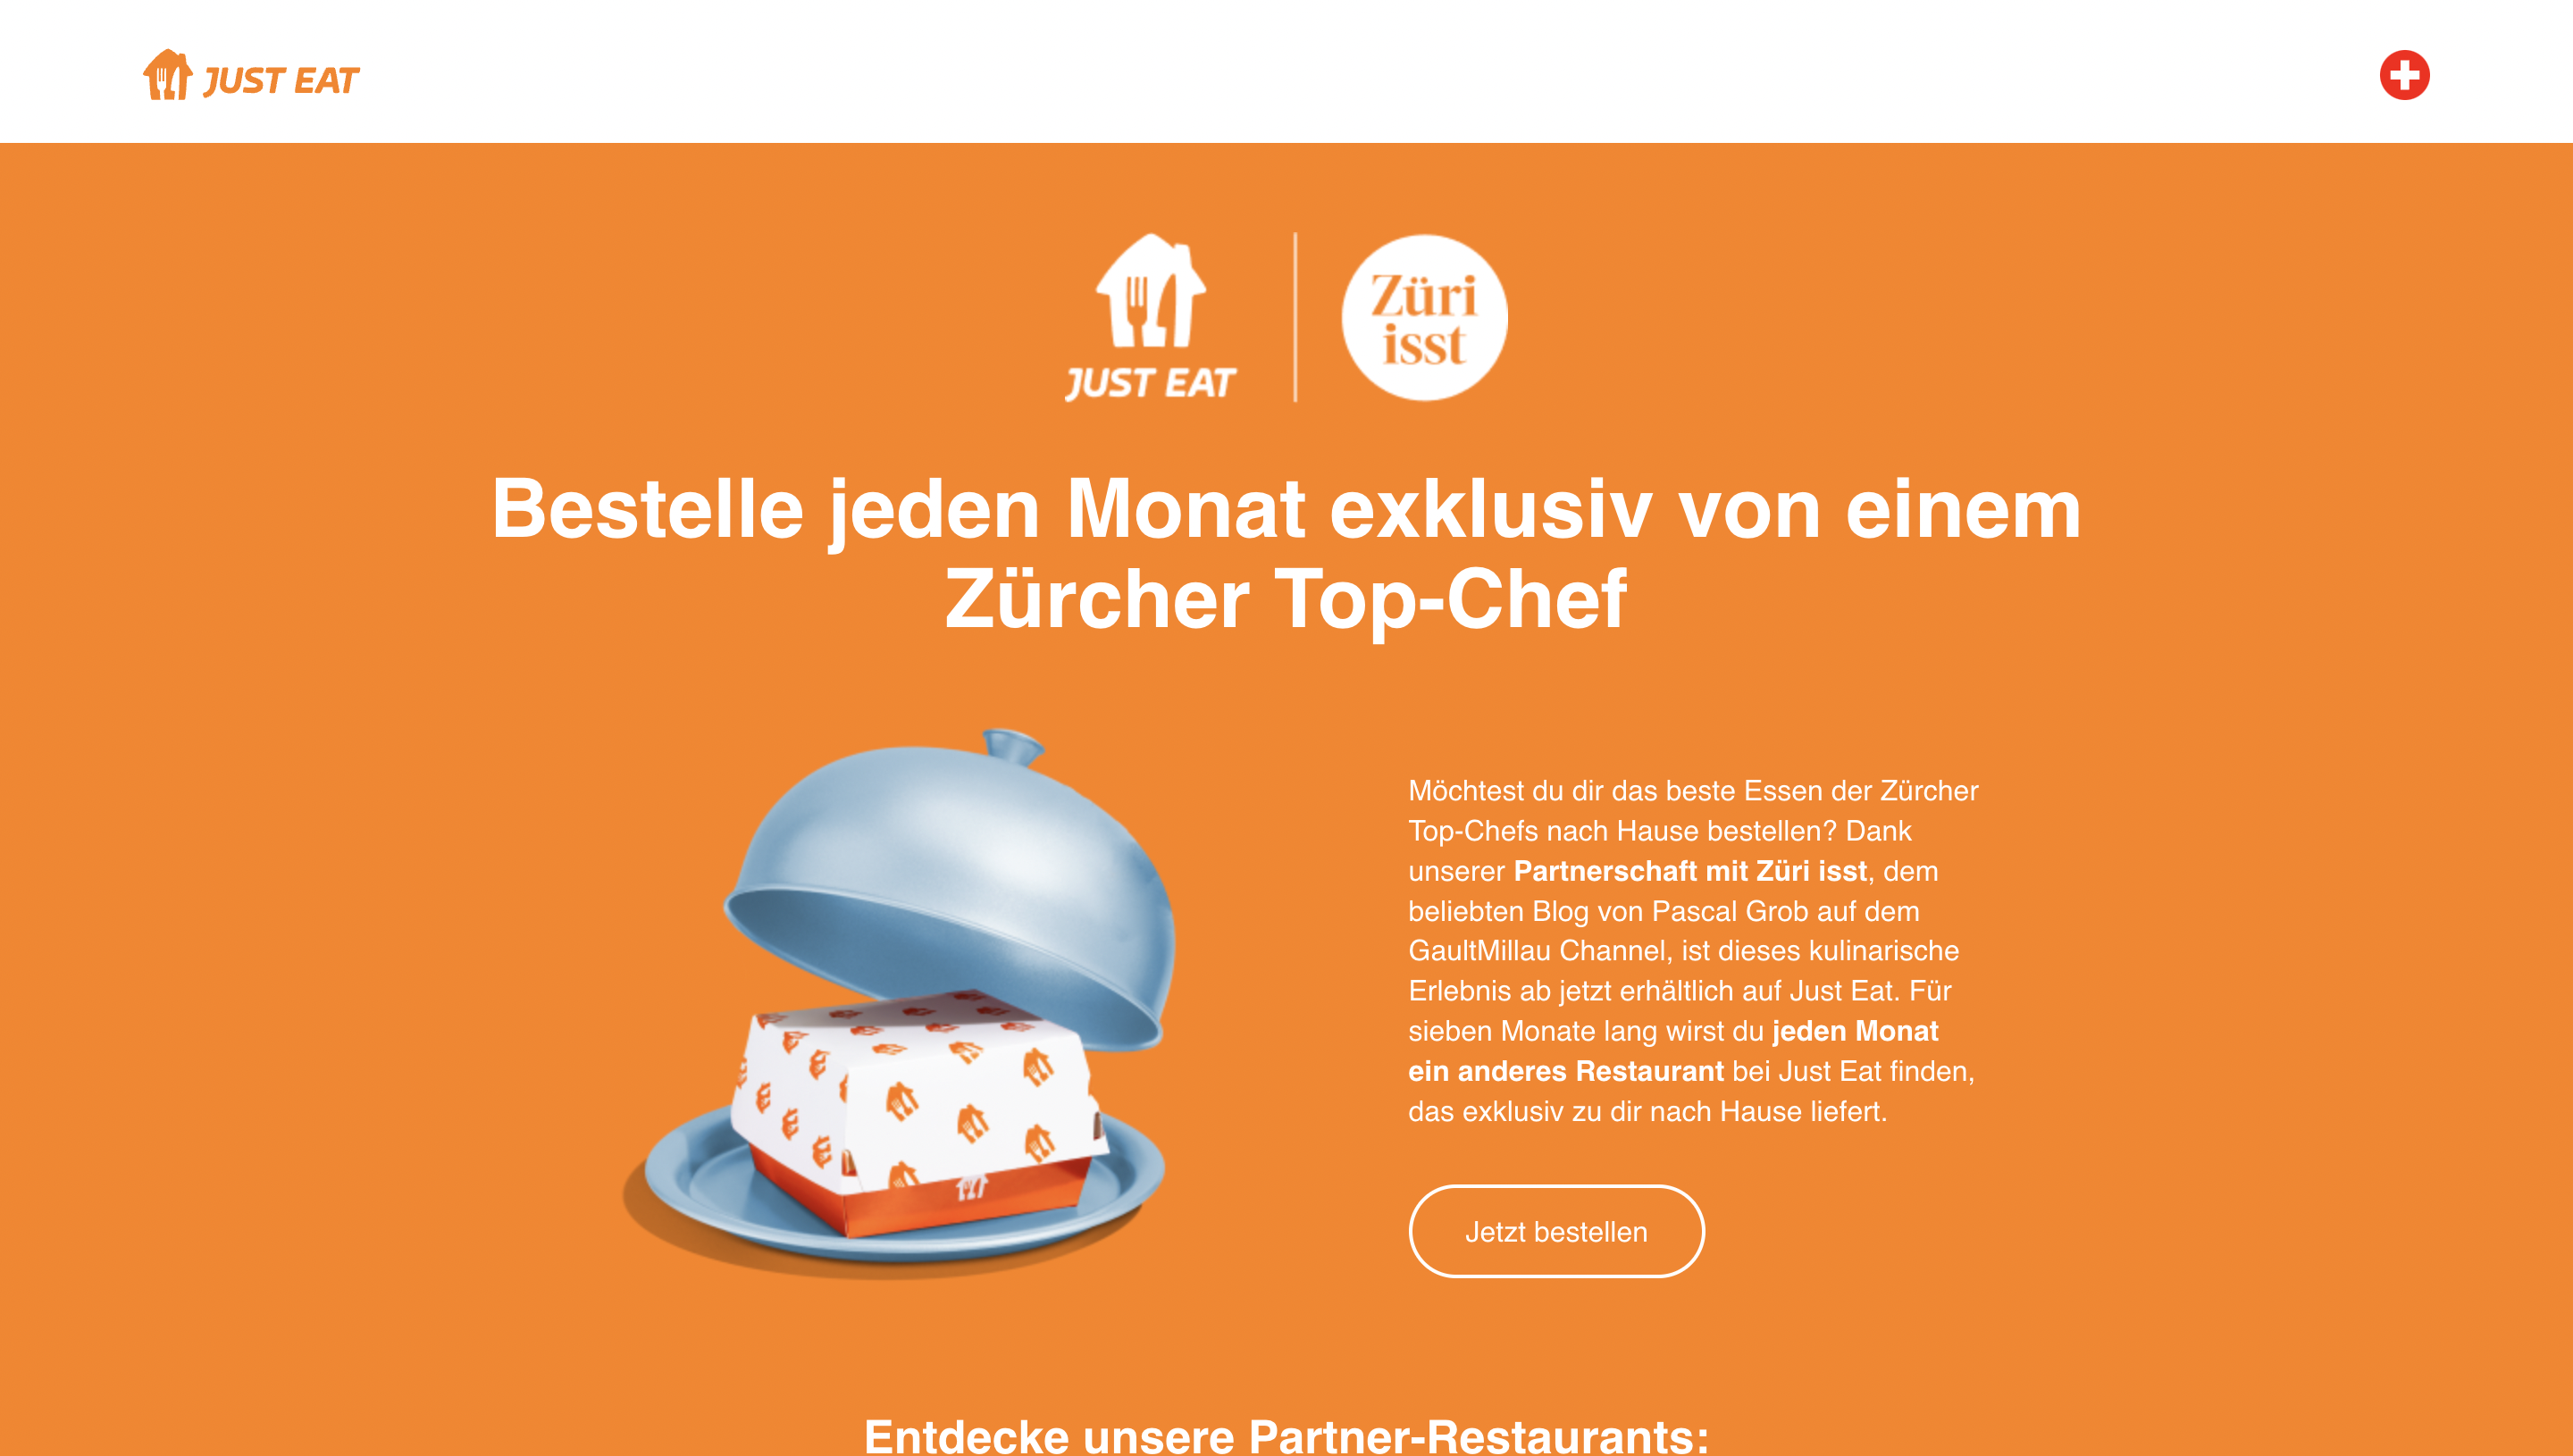 JUST EAT
JUST EAT
Züri
isst
Bestelle jeden Monat exklusiv von einem
Zürcher Top-Chef
Möchtest du dir das beste Essen der Zürcher
Top-Chefs nach Hause bestellen? Dank
unserer Partnerschaft mit Züri isst, dem
beliebten Blog von Pascal Grob auf dem
GaultMillau Channel, ist dieses kulinarische
Erlebnis ab jetzt erhältlich auf Just Eat. Für
sieben Monate lang wirst du jeden Monat
ein anderes Restaurant bei Just Eat finden,
das exklusiv zu dir nach Hause liefert.
Jetzt bestellen
Entdecke unsere Partner-Restaurants: